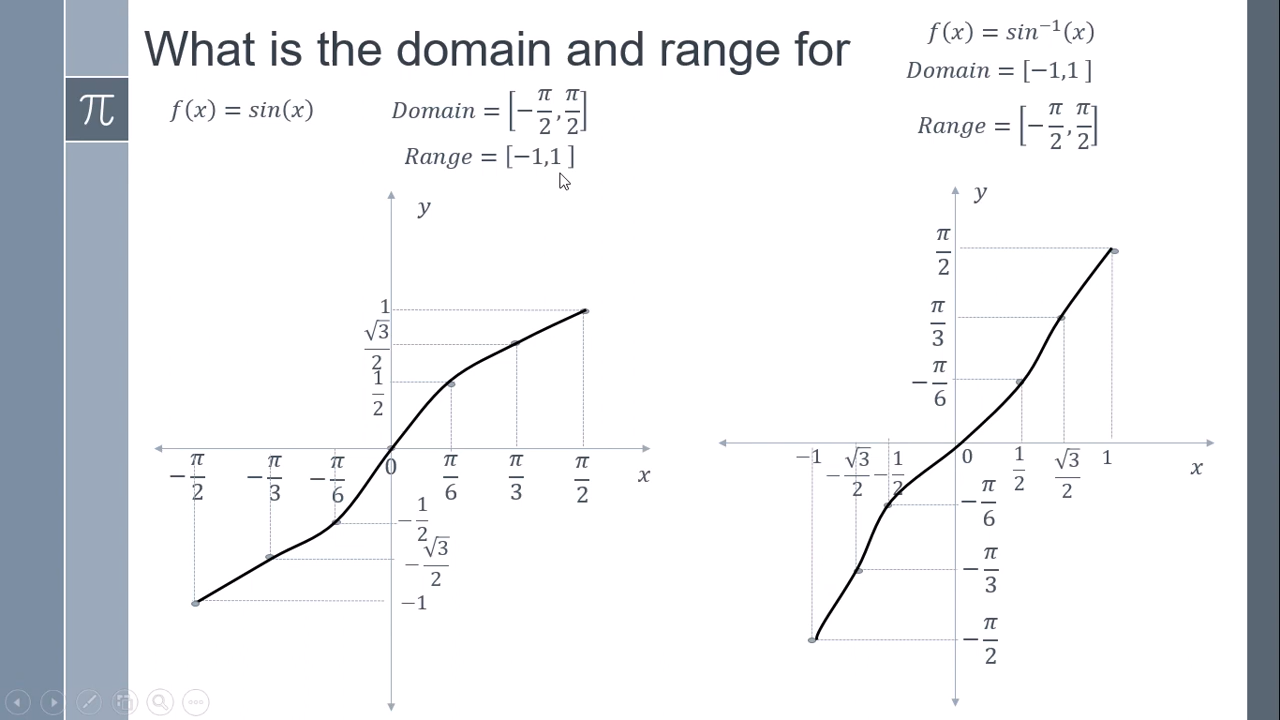 What is the domain and range for
π
f(x) = sin(x)
Domain = [−π/2, π/2]
Range = [−1,1 ]
f(x) = sin⁻¹(x)
Domain = [−1,1 ]
Range = [−π/2, π/2]
y
1
√3/2
1/2
−π/2
−π/3
−π/6
0
π/6
π/3
π/2
x
−1/2
−√3/2
−1
y
π/2
π/3
−π/6
−1
−√3/2
−1/2
0
1/2
√3/2
1
x
−π/6
−π/3
−π/2